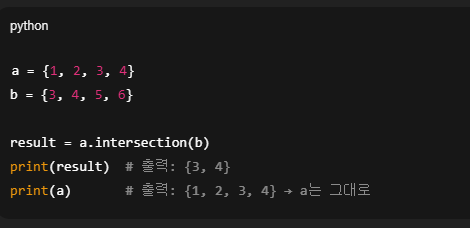 python
a = {1, 2, 3, 4}
b = {3, 4, 5, 6}
result = a.intersection(b)
print(result)  # 출력: {3, 4}
print(a)       # 출력: {1, 2, 3, 4} → a는 그대로